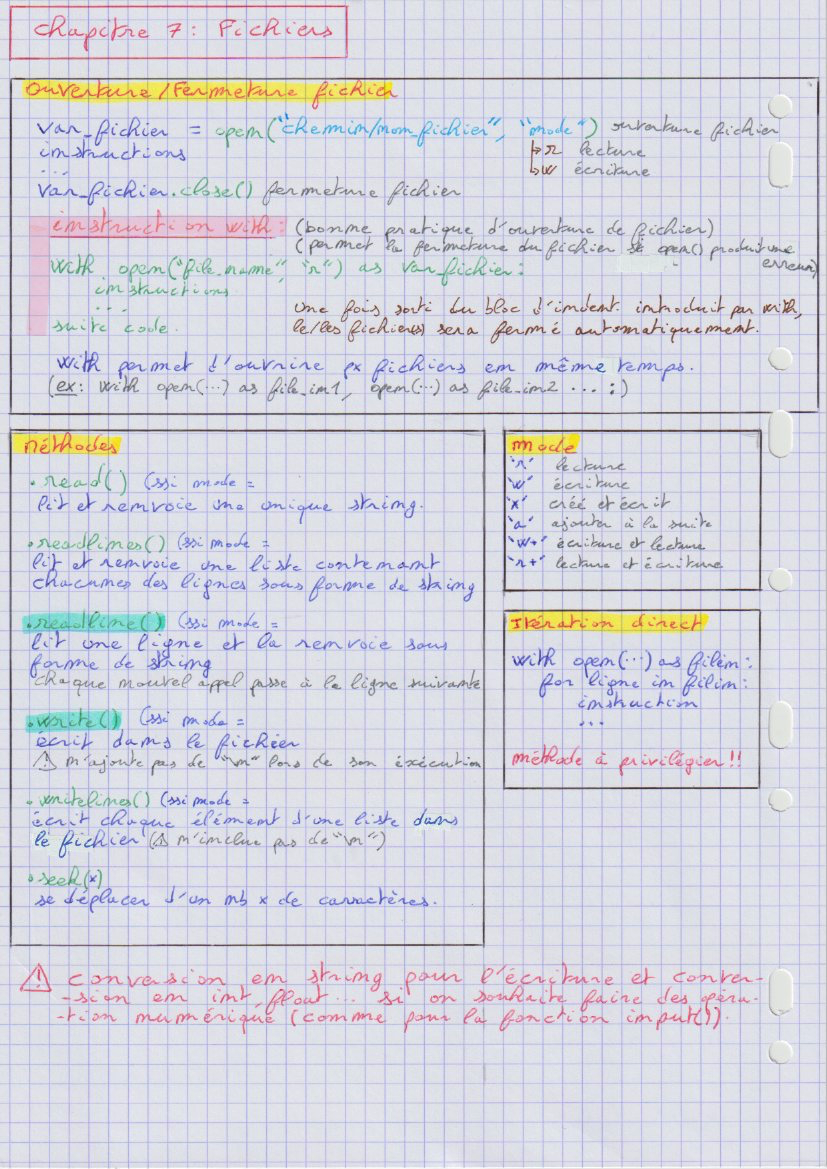 Chapitre 7 : Fichiers
Ouverture/Fermeture fichier
var_fichier = open("chemin/nom_fichier", "mode") ouverture fichier
instructions ↳r lecture
... ↳w écriture
var_fichier.close() fermeture fichier
instruction with : (bonne pratique d'ouverture de fichier)
(permet la fermeture du fichier si open() produit une erreur)
with open("file_name", "r") as var_fichier :
instructions
...
une fois sorti du bloc d'indent. introduit par with,
suite code. le/les fichier(s) sera fermé automatiquement.
with permet d'ouvrire px fichiers en même temps.
(ex : with open(...) as file_in1, open(...) as file_in2 ... :)
Méthodes
.read() (ssi mode =
lit et renvoie une unique string.
.readlines() (ssi mode =
lit et renvoie une liste contenant
chacunes des lignes sous forme de string
.readline() (ssi mode =
lit une ligne et la renvoie sous
forme de string
chaque nouvel appel passe à la ligne suivante
.write() (ssi mode =
écrit dans le fichier
⚠ n'ajoute pas de "\n" lors de son éxécution
.writelines() (ssi mode =
écrit chaque élément d'une liste dans
le fichier (⚠ n'inclue pas de "\n")
.seek(x)
se déplacer d'un nb x de carractères.
mode
'r' lecture
'w' écriture
'x' créé et écrit
'a' ajouter à la suite
'w+' écriture et lecture
'r+' lecture et écriture
Itération direct
with open(...) as filein :
for ligne in filein :
instruction
...
méthode à privilégier !!
⚠ conversion en string pour l'écriture et conver-
-sion en int, float ... si on souhaite faire des opéra-
-tion numérique (comme pour la fonction input()).